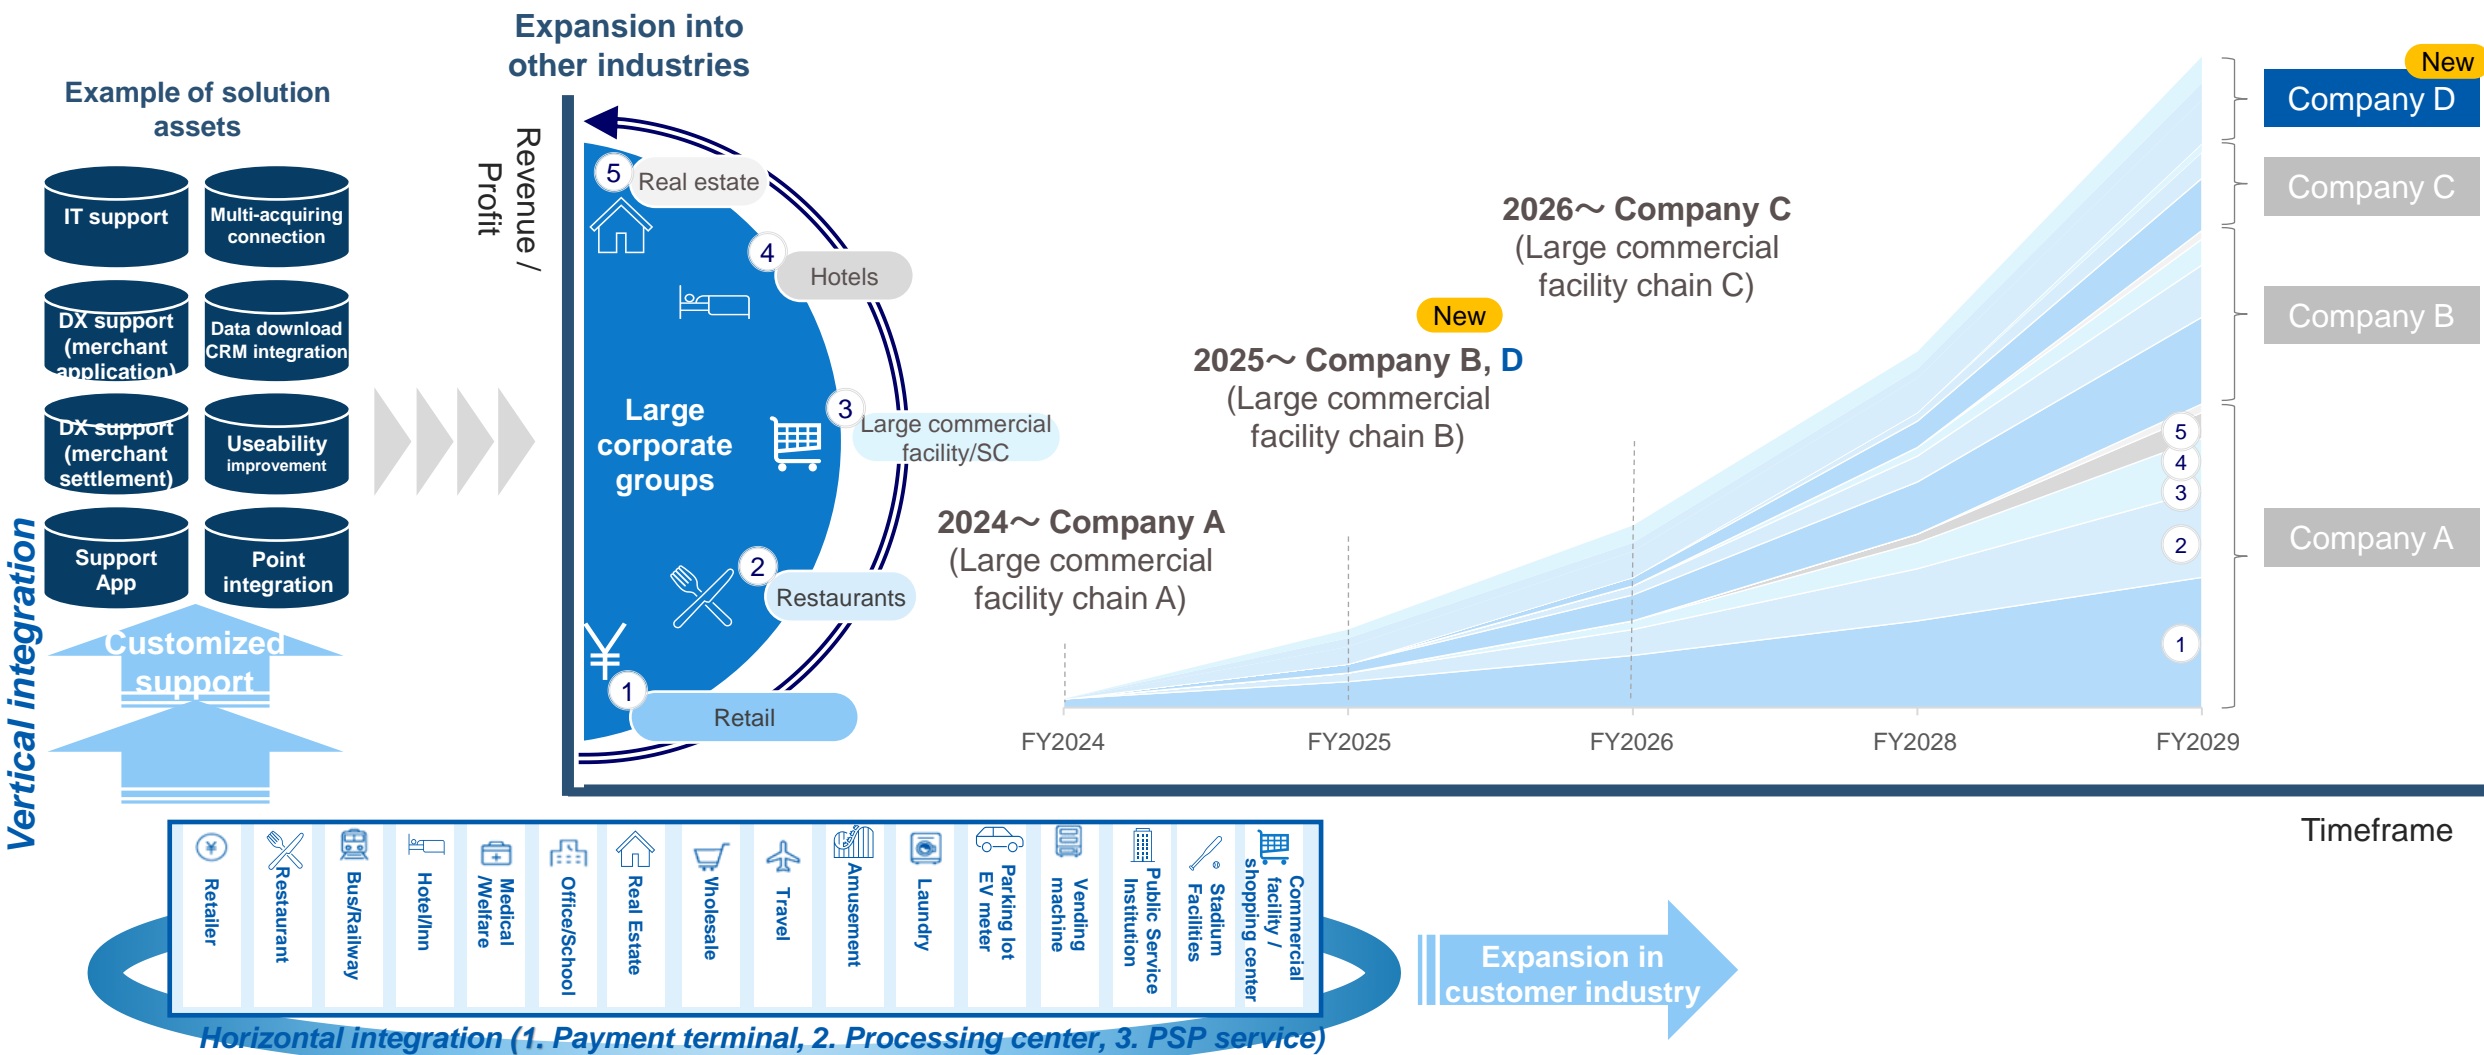 Expansion into
other industries
Example of solution
assets
IT support
Multi-acquiring
connection
DX support
(merchant
application)
Data download
CRM integration
DX support
(merchant
settlement)
Useability
improvement
Support
App
Point
integration
Customized
support
Vertical integration
Revenue /
Profit
5
Real estate
4
Hotels
3
Large commercial
facility/SC
Large
corporate
groups
2
Restaurants
1
Retail
2024～ Company A
(Large commercial
facility chain A)
New
2025～ Company B, D
(Large commercial
facility chain B)
2026～ Company C
(Large commercial
facility chain C)
New
Company D
Company C
Company B
Company A
5
4
3
2
1
FY2024
FY2025
FY2026
FY2028
FY2029
Timeframe
Retailer
Restaurant
Bus/Railway
Hotel/Inn
Medical
/Welfare
Office/School
Real Estate
Wholesale
Travel
Amusement
Laundry
Parking lot
EV meter
Vending
machine
Public Service
Institution
Stadium
Facilities
Commercial
facility /
shopping center
Expansion in
customer industry
Horizontal integration (1. Payment terminal, 2. Processing center, 3. PSP service)